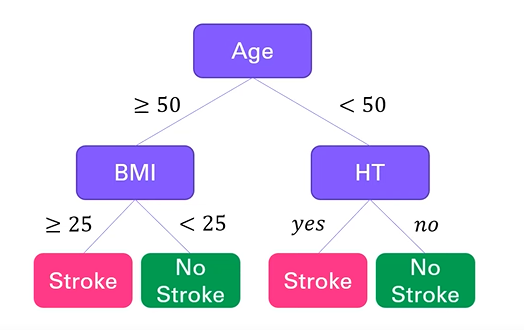 Age
≥ 50
< 50
BMI
HT
≥ 25
< 25
yes
no
Stroke
No
Stroke
Stroke
No
Stroke